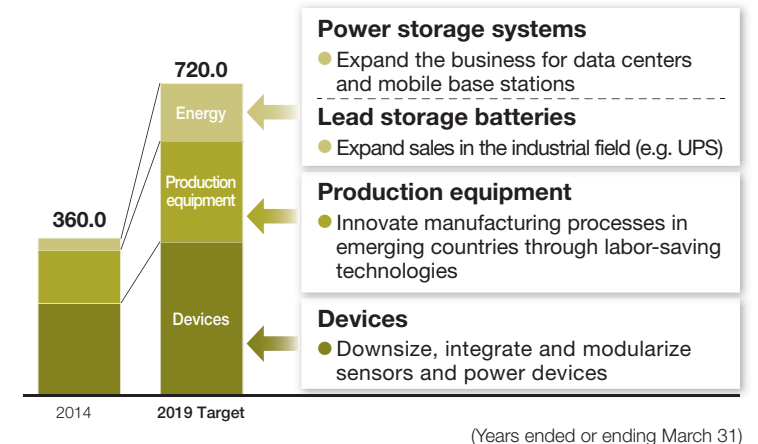 Power storage systems
● Expand the business for data centers
and mobile base stations
Lead storage batteries
● Expand sales in the industrial field (e.g. UPS)
Production equipment
● Innovate manufacturing processes in
emerging countries through labor-saving
technologies
Devices
● Downsize, integrate and modularize
sensors and power devices
720.0
Energy
Production
equipment
Devices
360.0
2014
2019 Target
(Years ended or ending March 31)